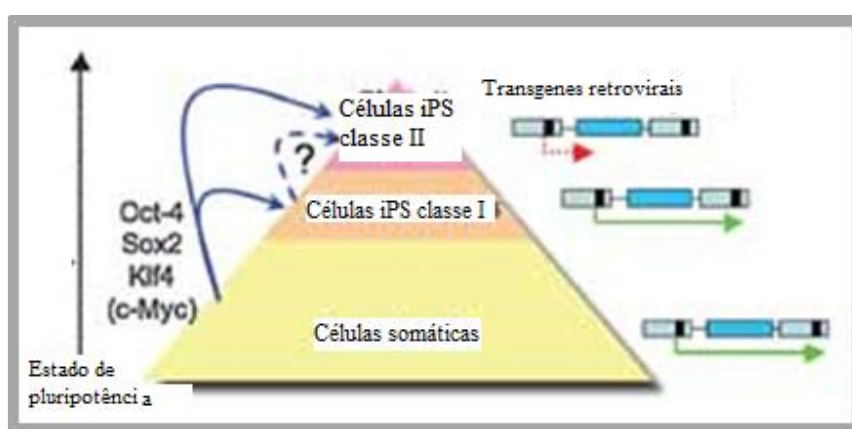 Células iPS
classe II
Transgenes retrovirais
?
Células iPS classe I
Oct-4
Sox2
Klf4
(c-Myc)
Células somáticas
Estado de
pluripotênci a